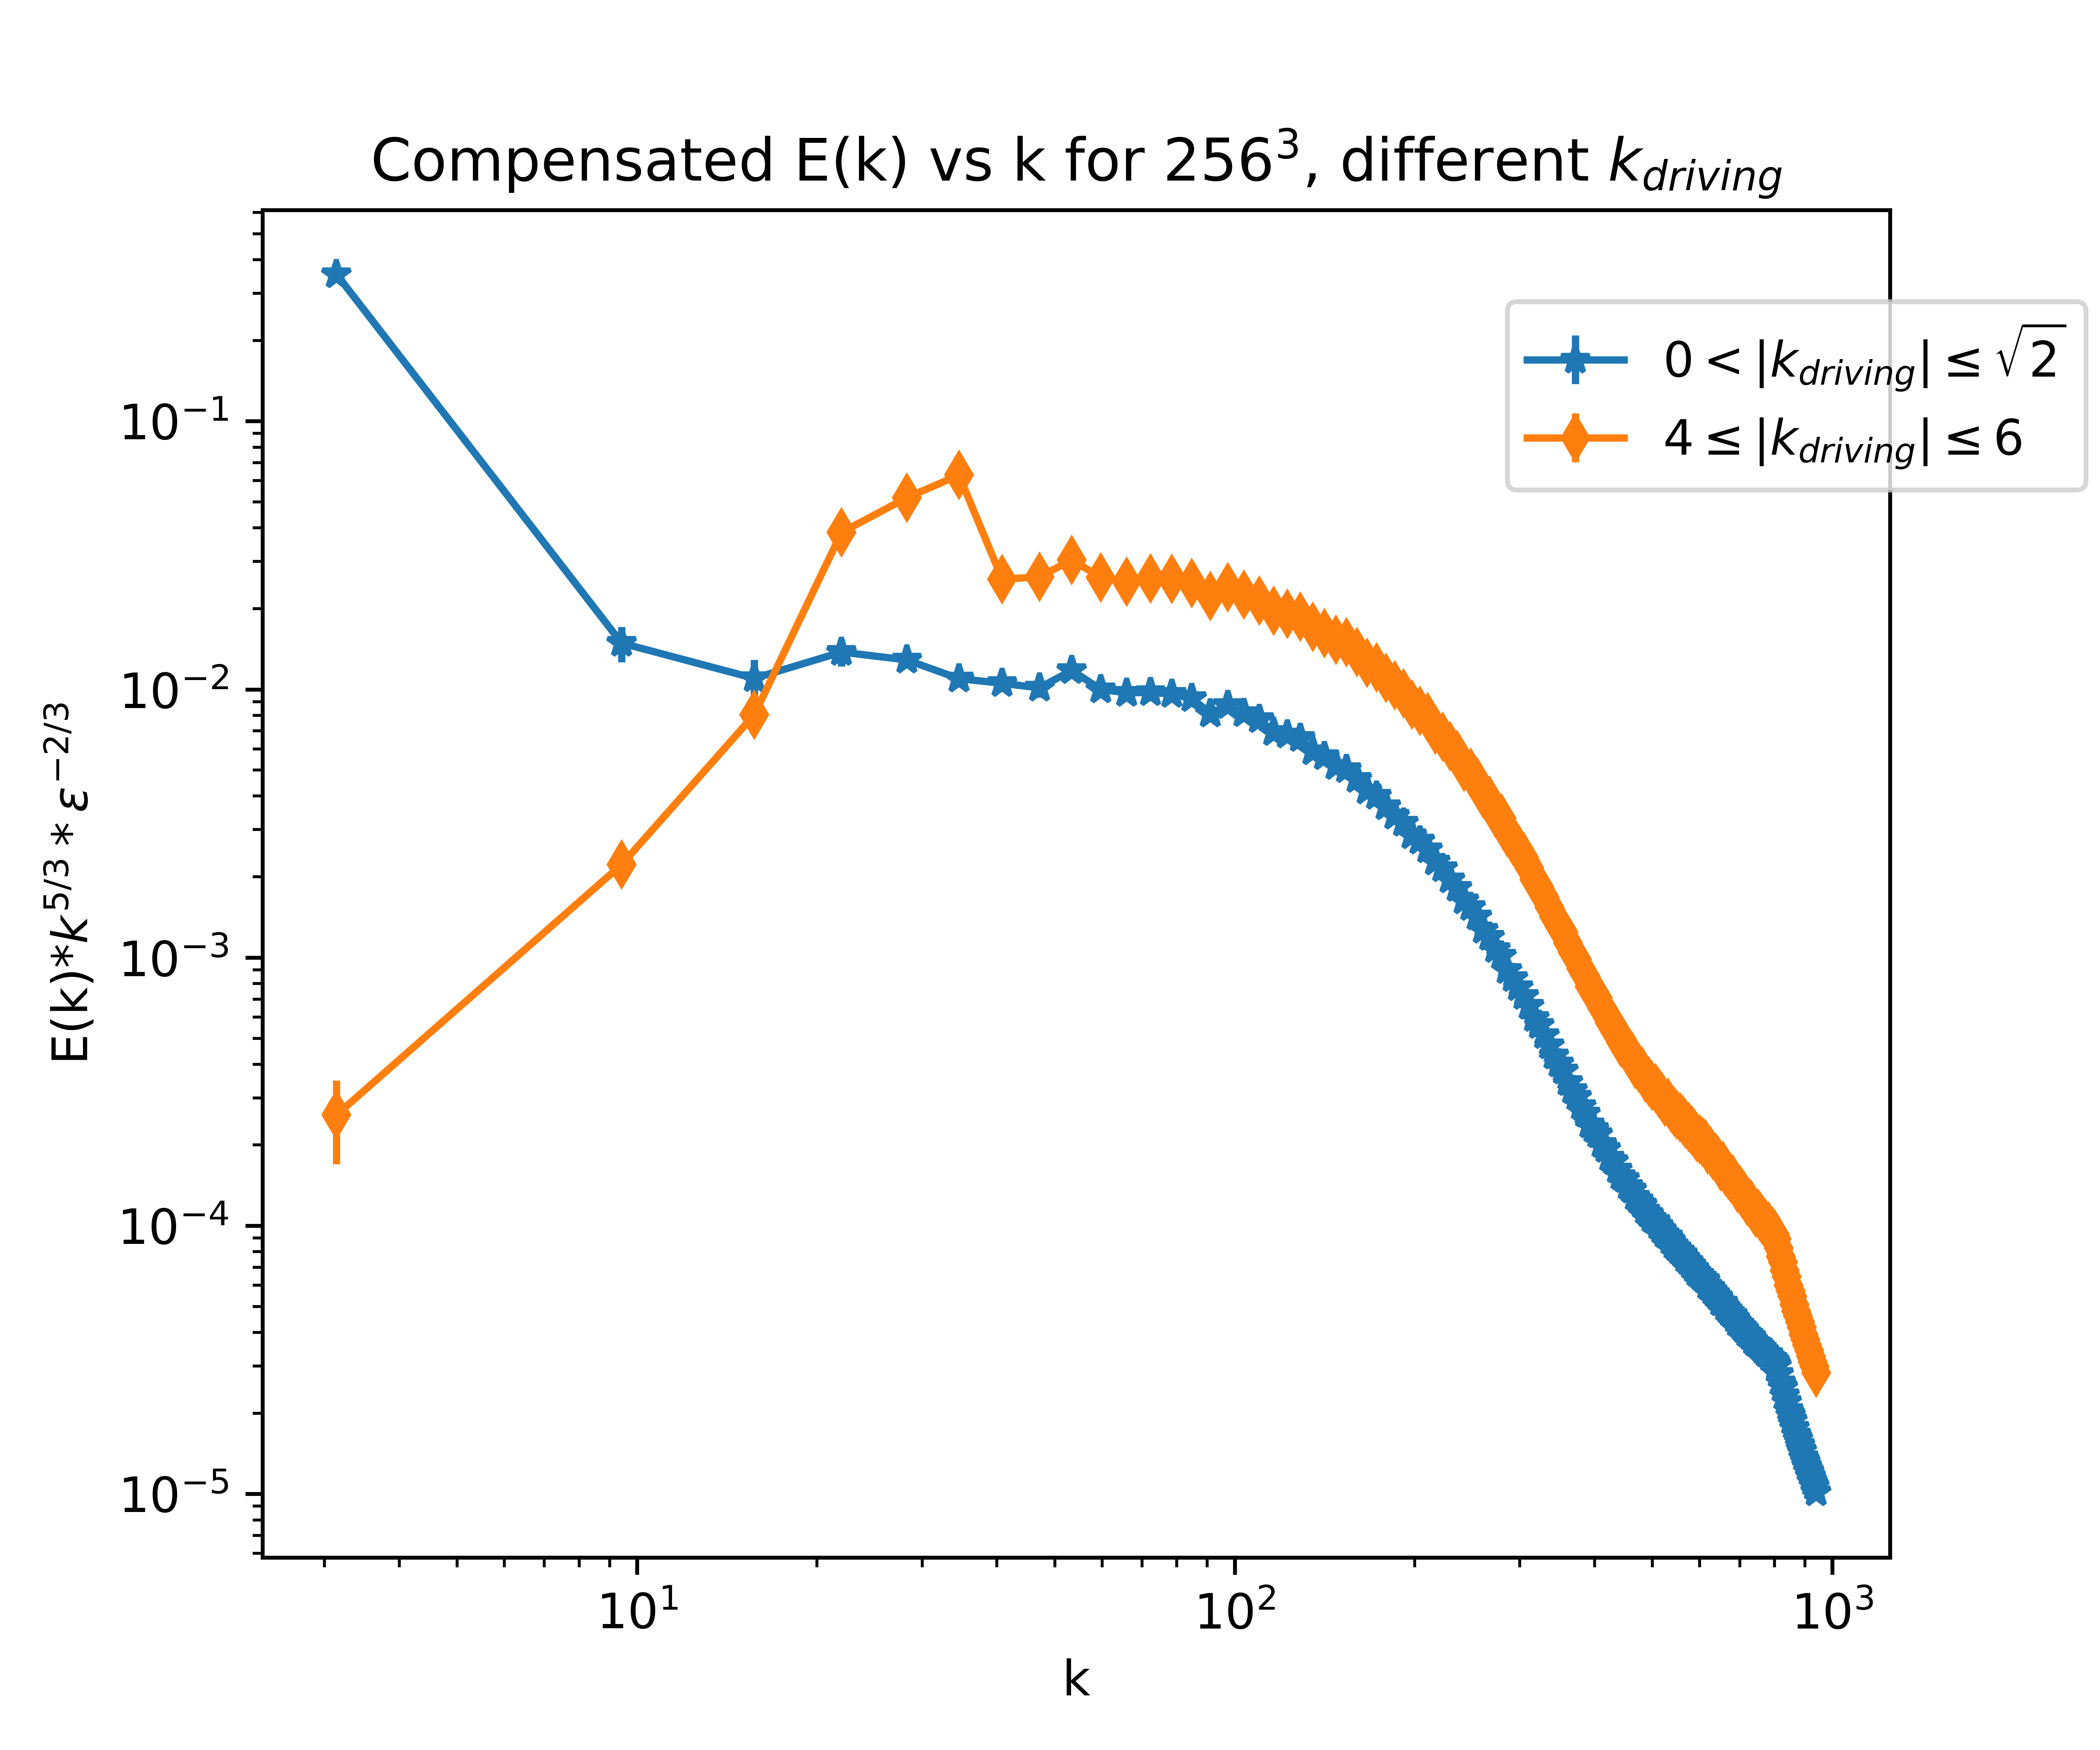 Compensated E(k) vs k for 256³, different k_driving
0 < |k_driving| ≤ √2
4 ≤ |k_driving| ≤ 6
E(k)*k^{5/3} * ε^{−2/3}
10⁻¹
10⁻²
10⁻³
10⁻⁴
10⁻⁵
10¹ 10² 10³
k